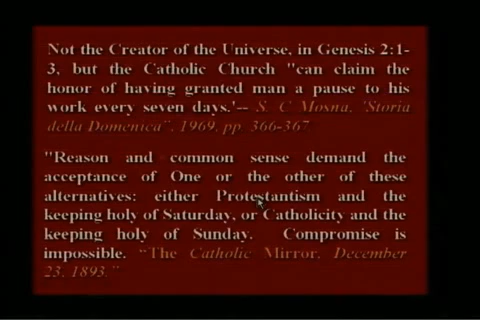 Not the Creator of the Universe, in Genesis 2:1-
3, but the Catholic Church "can claim the
honor of having granted man a pause to his
work every seven days.'-- S. C Mosna, 'Storia
della Domenica", 1969, pp 366-367
"Reason and common sense demand the
acceptance of One or the other of these
alternatives: either Protestantism and the
keeping holy of Saturday, or Catholicity and the
keeping holy of Sunday. Compromise is
impossible. "The Catholic Mirror, December
23, 1893."